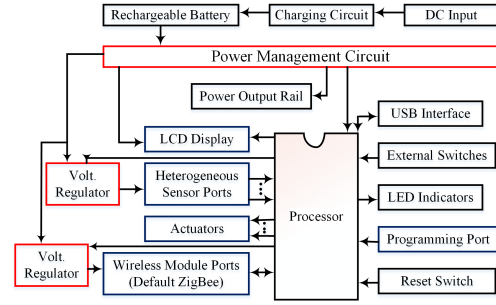 Rechargeable Battery
Charging Circuit
DC Input
Power Management Circuit
Power Output Rail
USB Interface
LCD Display
External Switches
Volt.
Regulator
Heterogeneous
Sensor Ports
Processor
LED Indicators
Actuators
Programming Port
Volt.
Regulator
Wireless Module Ports
(Default ZigBee)
Reset Switch